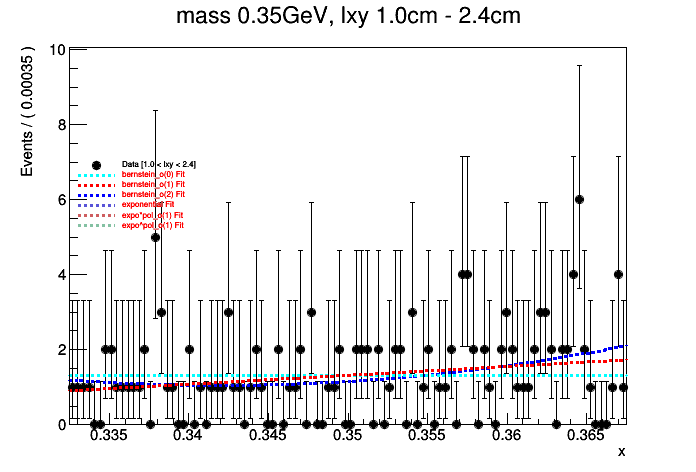 mass 0.35GeV, lxy 1.0cm - 2.4cm
Events / ( 0.00035 )
10
8
6
4
2
0
Data [1.0 < lxy < 2.4]
bernstein_o(0) Fit
bernstein_o(1) Fit
bernstein_o(2) Fit
exponential Fit
expo*pol_o(1) Fit
expo^pol_o(1) Fit
0.335 0.34 0.345 0.35 0.355 0.36 0.365
x